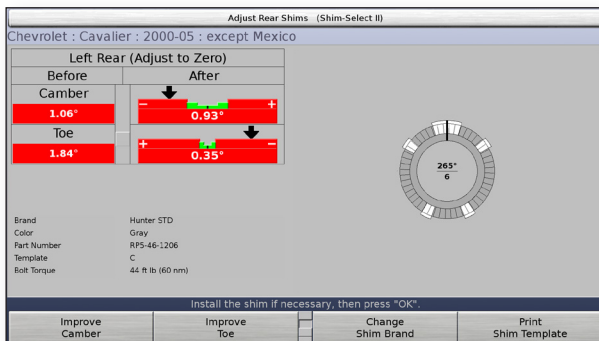 Adjust Rear Shims (Shim-Select II)
Chevrolet : Cavalier : 2000-05 : except Mexico
Left Rear (Adjust to Zero)
Before After
Camber
1.06°
− +
0.93°
Toe
1.84°
+ −
0.35°
265°
6
Brand Hunter STD
Color Gray
Part Number RP5-46-1206
Template C
Bolt Torque 44 ft lb (60 nm)
Install the shim if necessary, then press "OK".
Improve Camber
Improve Toe
Change Shim Brand
Print Shim Template